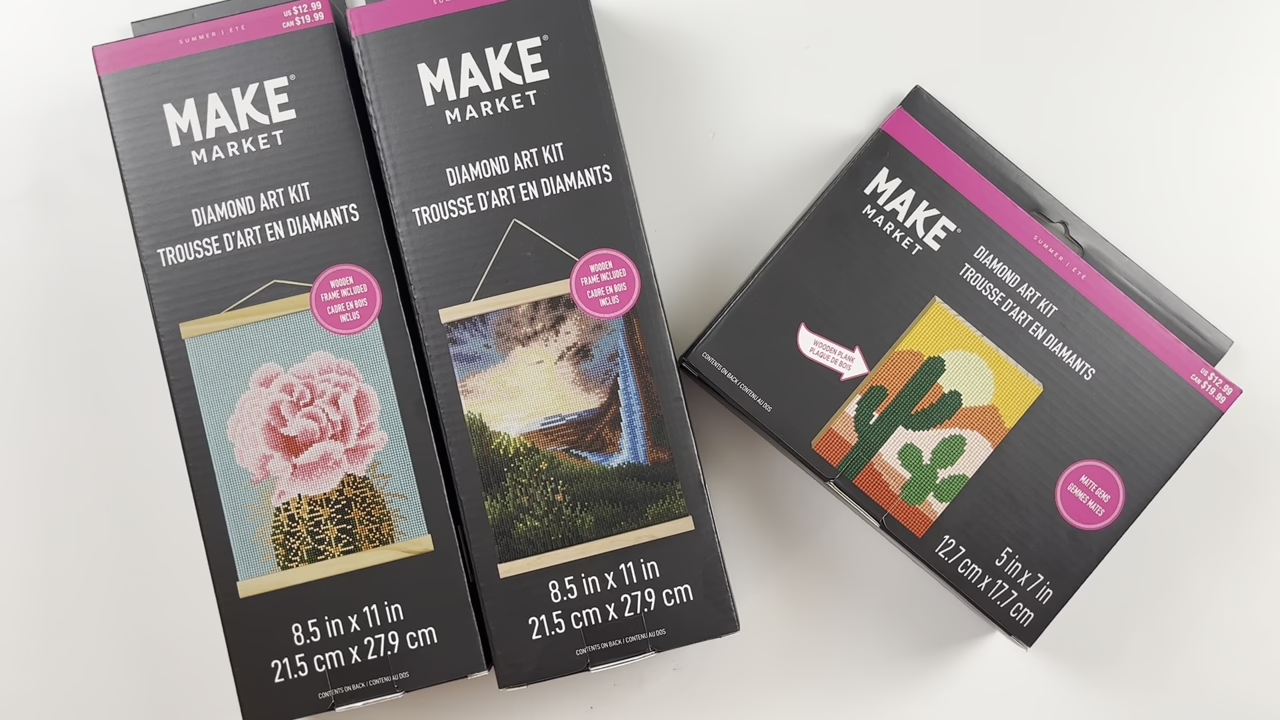 SUMMER | ÉTÉ
US $12.99
CAN $19.99
MAKE®
MARKET
DIAMOND ART KIT
TROUSSE D'ART EN DIAMANTS
WOODEN
FRAME INCLUDED
CADRE EN BOIS
INCLUS
8.5 in x 11 in
21.5 cm x 27.9 cm
CONTENTS ON BACK / CONTENU AU DOS
MAKE®
MARKET
DIAMOND ART KIT
TROUSSE D'ART EN DIAMANTS
WOODEN
FRAME INCLUDED
CADRE EN BOIS
INCLUS
8.5 in x 11 in
21.5 cm x 27.9 cm
CONTENTS ON BACK / CONTENU AU DOS
SUMMER | ÉTÉ
US $12.99
CAN $19.99
MAKE®
MARKET
DIAMOND ART KIT
TROUSSE D'ART EN DIAMANTS
WOODEN PLANK
PLAQUE DE BOIS
CONTENTS ON BACK / CONTENU AU DOS
MATTE GEMS
GEMMES MATES
5 in x 7 in
12.7 cm x 17.7 cm